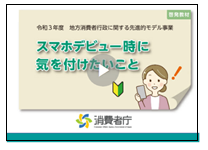 啓発教材
令和3年度　地方消費者行政に関する先進的モデル事業
スマホデビュー時に
気を付けたいこと
消費者庁